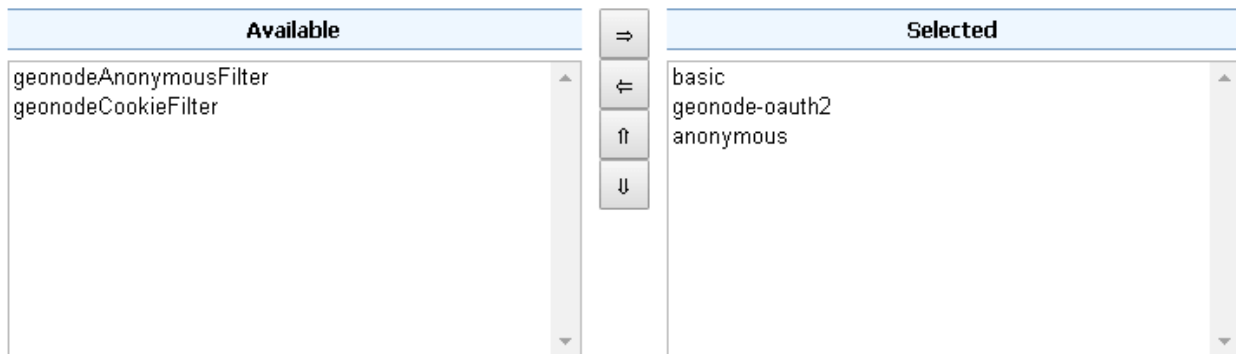 Available
geonodeAnonymousFilter
geonodeCookieFilter
⇒
⇐
⇑
⇓
Selected
basic
geonode-oauth2
anonymous